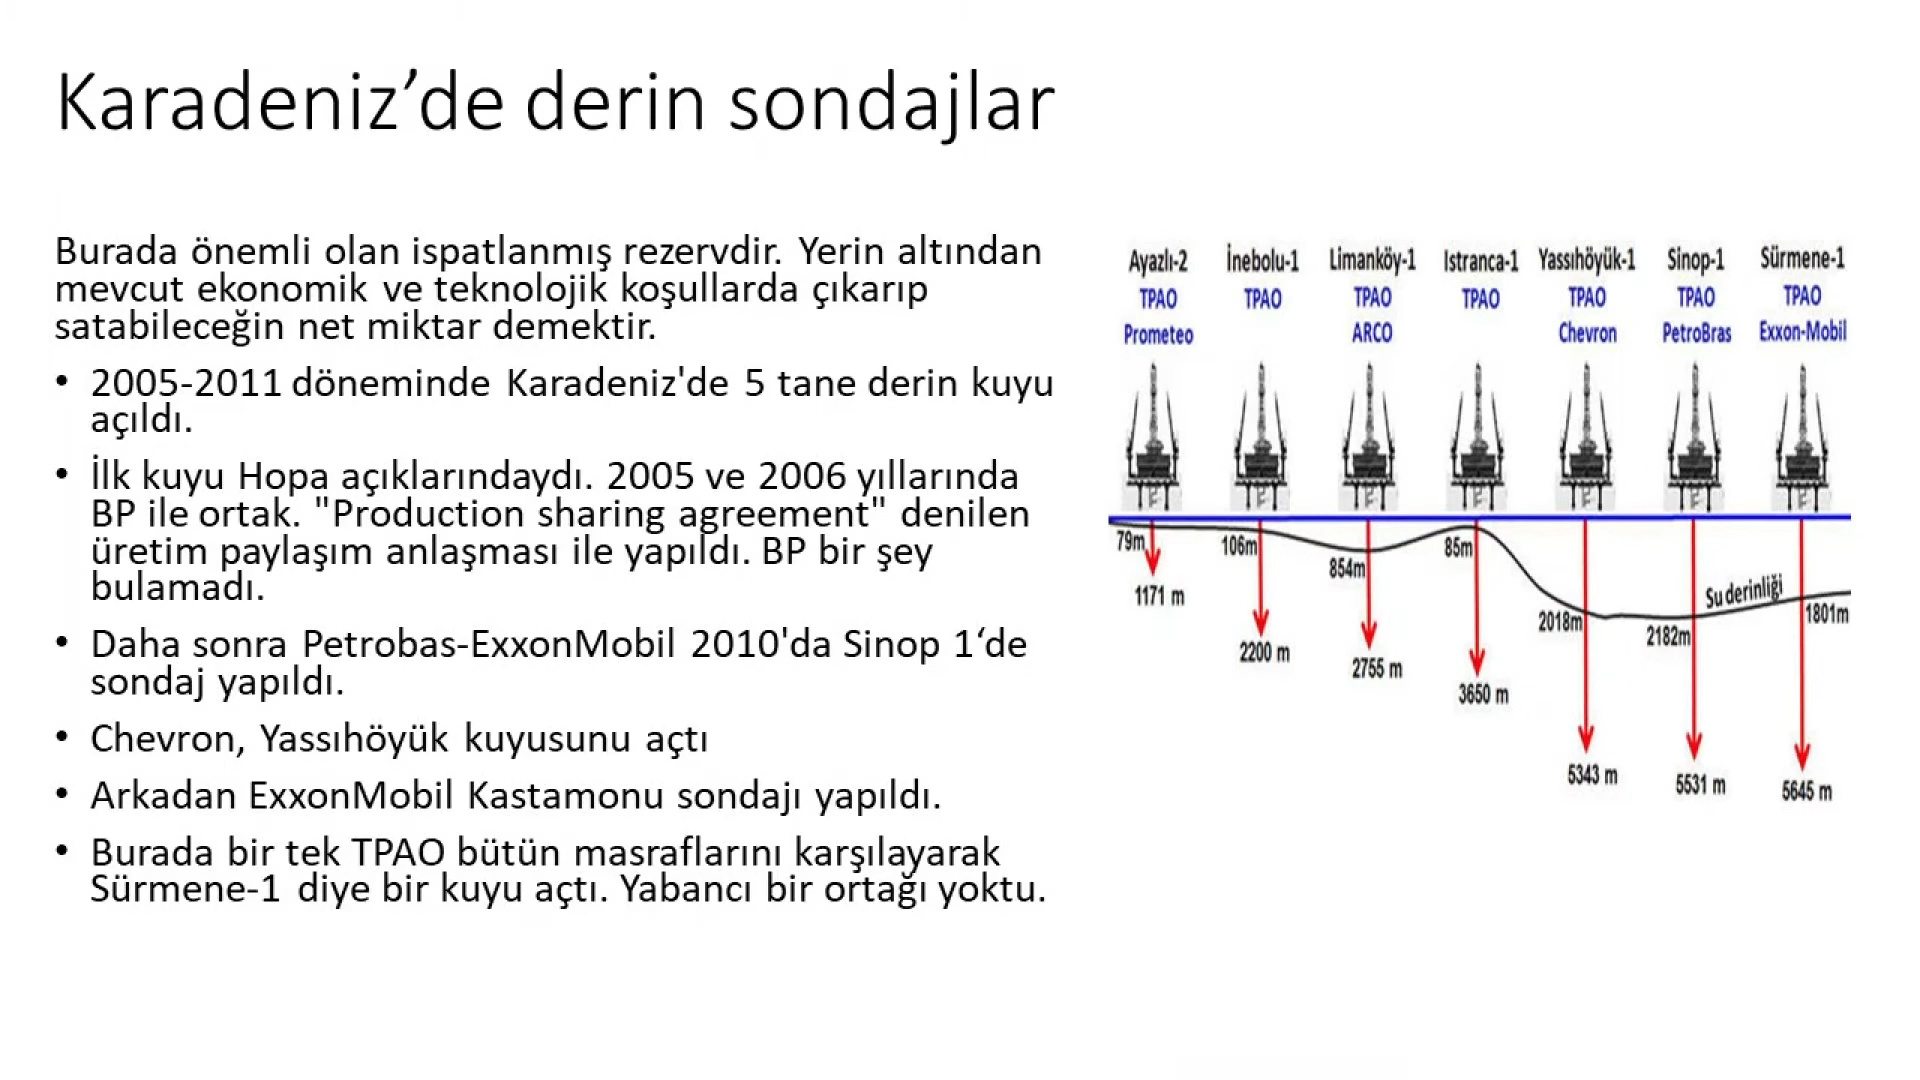 Karadeniz’de derin sondajlar
Burada önemli olan ispatlanmış rezervdir. Yerin altından
mevcut ekonomik ve teknolojik koşullarda çıkarıp
satabileceğin net miktar demektir.
• 2005-2011 döneminde Karadeniz'de 5 tane derin kuyu
açıldı.
• İlk kuyu Hopa açıklarındaydı. 2005 ve 2006 yıllarında
BP ile ortak. "Production sharing agreement" denilen
üretim paylaşım anlaşması ile yapıldı. BP bir şey
bulamadı.
• Daha sonra Petrobas-ExxonMobil 2010'da Sinop 1‘de
sondaj yapıldı.
• Chevron, Yassıhöyük kuyusunu açtı
• Arkadan ExxonMobil Kastamonu sondajı yapıldı.
• Burada bir tek TPAO bütün masraflarını karşılayarak
Sürmene-1 diye bir kuyu açtı. Yabancı bir ortağı yoktu.
Ayazlı-2 İnebolu-1 Limanköy-1 Istranca-1 Yassıhöyük-1 Sinop-1 Sürmene-1
TPAO TPAO TPAO TPAO TPAO TPAO TPAO
Prometeo ARCO Chevron PetroBras Exxon-Mobil
79m 106m 854m 85m 2018m 2182m Su derinliği 1801m
1171 m 2200 m 2755 m 3650 m 5343 m 5531 m 5645 m